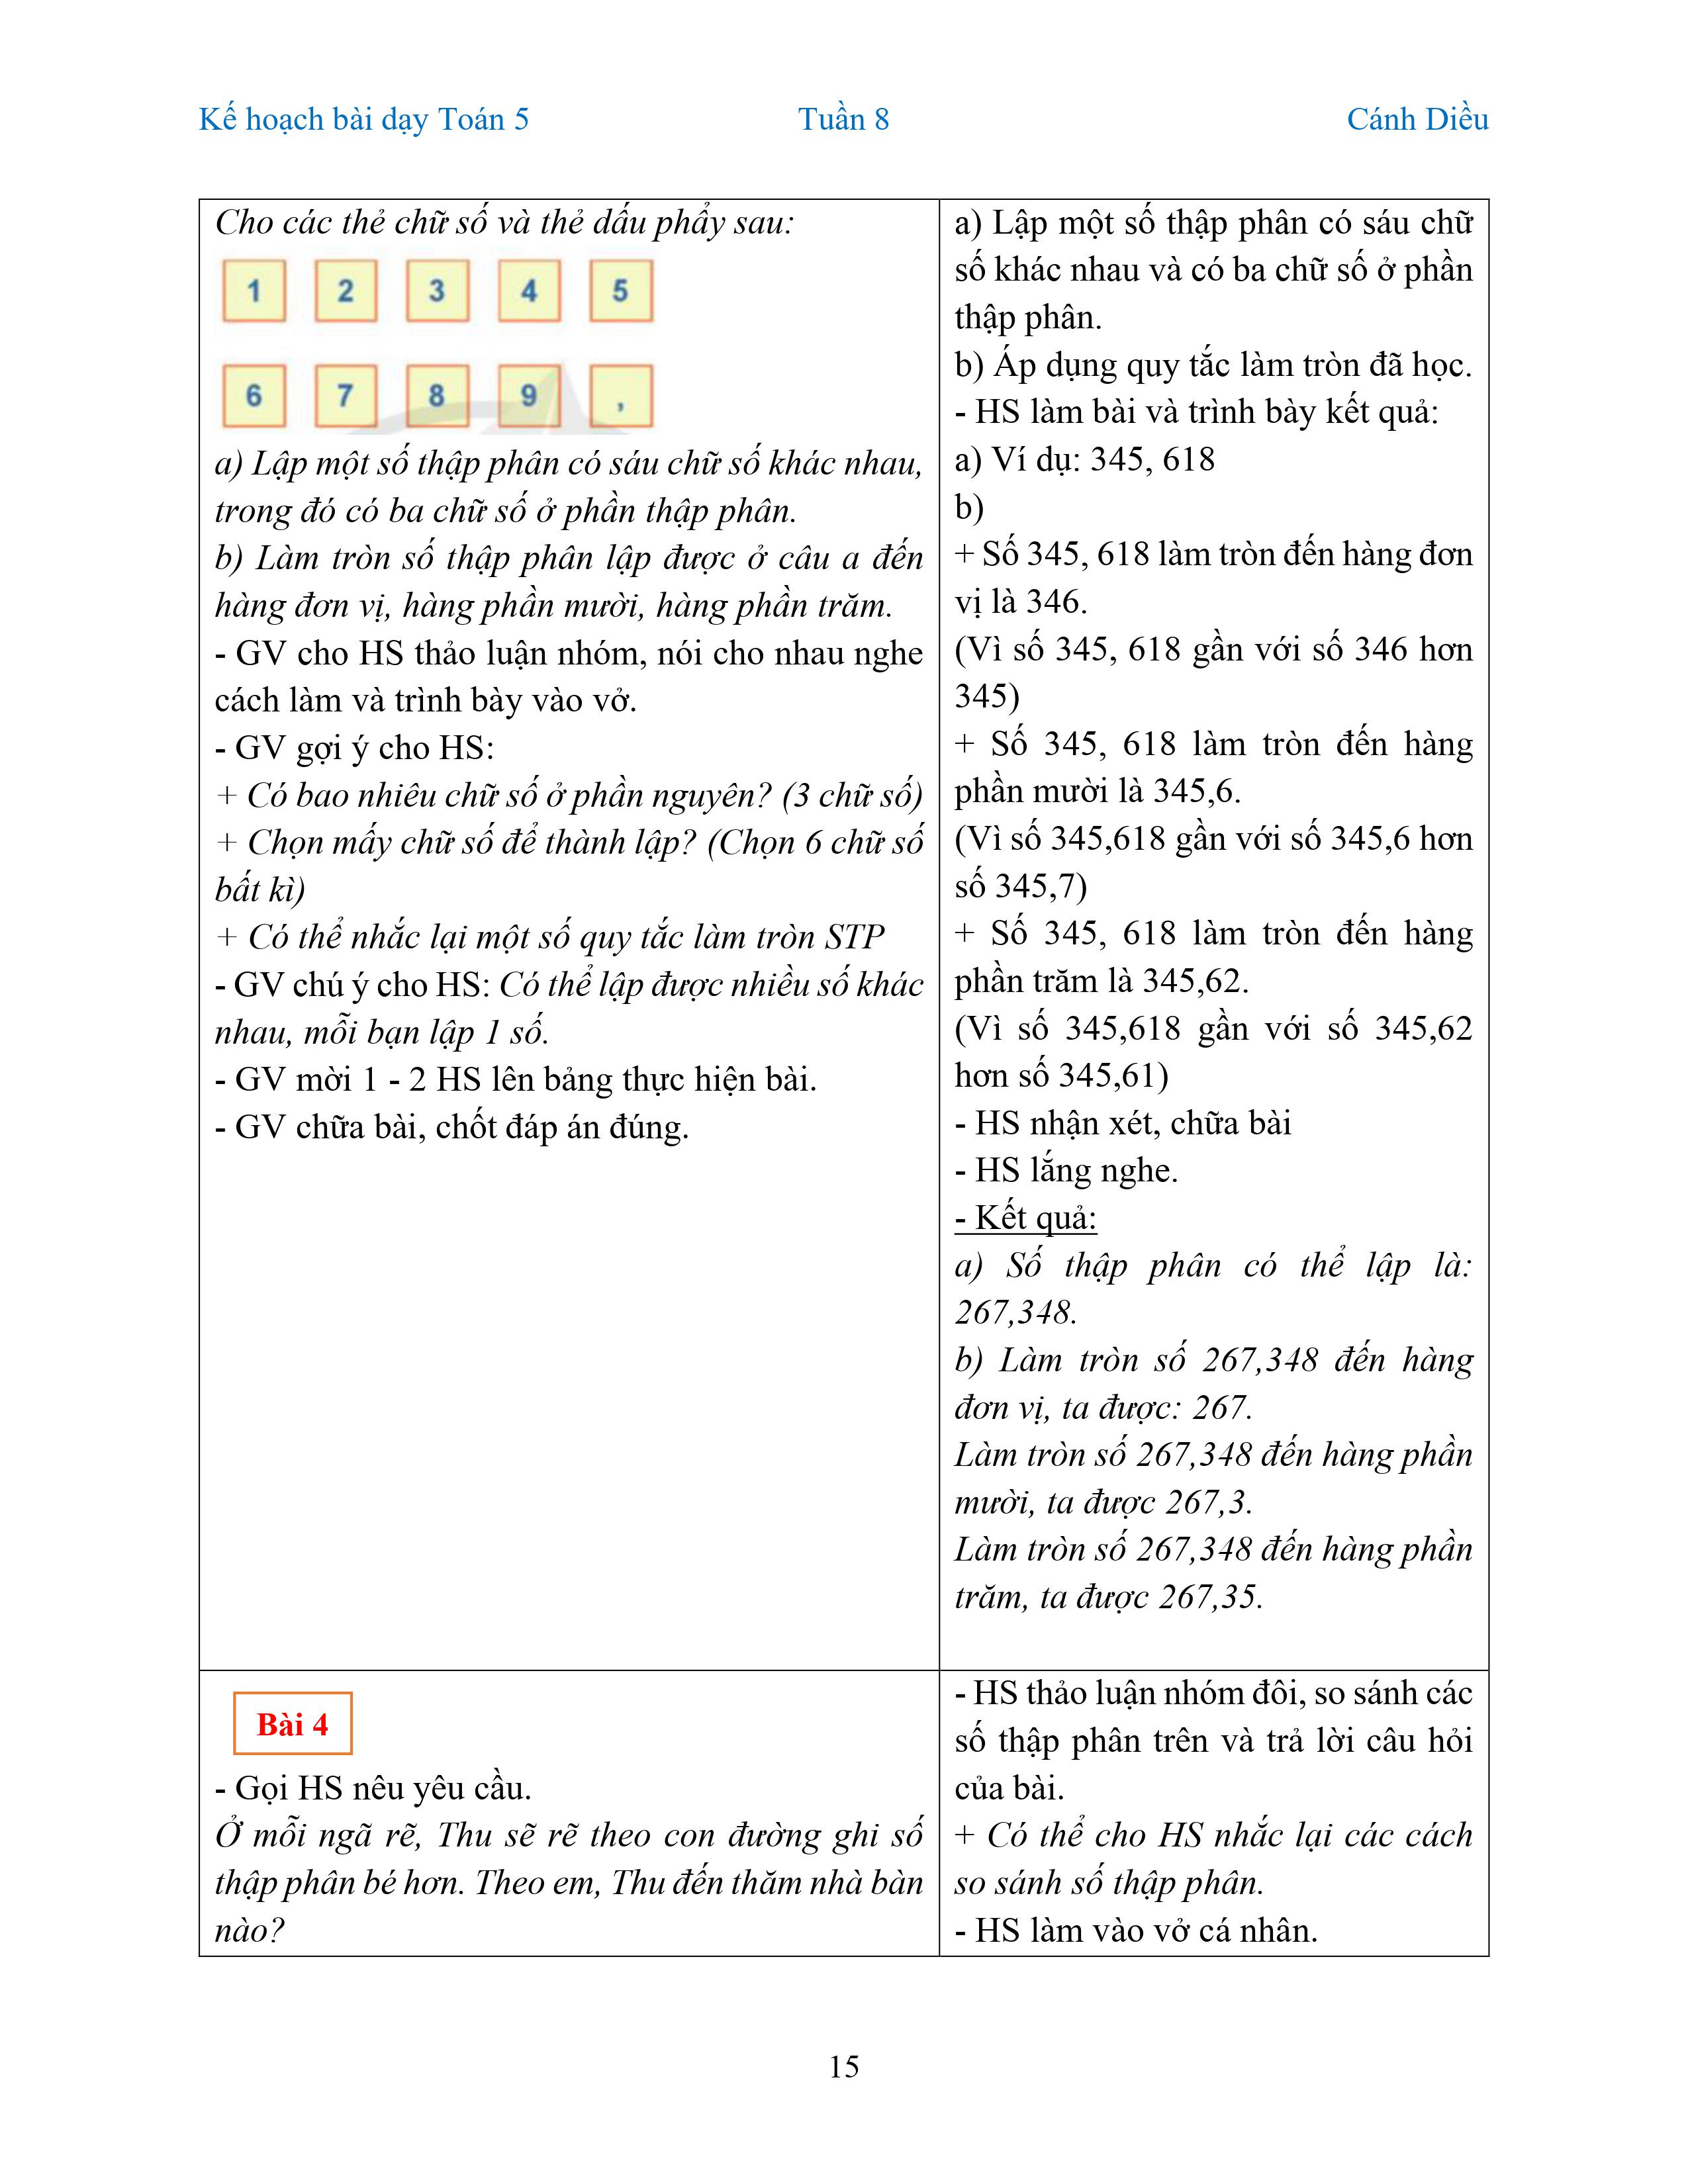 Kế hoạch bài dạy Toán 5 Tuần 8 Cánh Diều
Cho các thẻ chữ số và thẻ dấu phẩy sau:
1 2 3 4 5
6 7 8 9 ,
a) Lập một số thập phân có sáu chữ số khác nhau,
trong đó có ba chữ số ở phần thập phân.
b) Làm tròn số thập phân lập được ở câu a đến
hàng đơn vị, hàng phần mười, hàng phần trăm.
- GV cho HS thảo luận nhóm, nói cho nhau nghe
cách làm và trình bày vào vở.
- GV gợi ý cho HS:
+ Có bao nhiêu chữ số ở phần nguyên? (3 chữ số)
+ Chọn mấy chữ số để thành lập? (Chọn 6 chữ số
bất kì)
+ Có thể nhắc lại một số quy tắc làm tròn STP
- GV chú ý cho HS: Có thể lập được nhiều số khác
nhau, mỗi bạn lập 1 số.
- GV mời 1 - 2 HS lên bảng thực hiện bài.
- GV chữa bài, chốt đáp án đúng.
a) Lập một số thập phân có sáu chữ
số khác nhau và có ba chữ số ở phần
thập phân.
b) Áp dụng quy tắc làm tròn đã học.
- HS làm bài và trình bày kết quả:
a) Ví dụ: 345, 618
b)
+ Số 345, 618 làm tròn đến hàng đơn
vị là 346.
(Vì số 345, 618 gần với số 346 hơn
345)
+ Số 345, 618 làm tròn đến hàng
phần mười là 345,6.
(Vì số 345,618 gần với số 345,6 hơn
số 345,7)
+ Số 345, 618 làm tròn đến hàng
phần trăm là 345,62.
(Vì số 345,618 gần với số 345,62
hơn số 345,61)
- HS nhận xét, chữa bài
- HS lắng nghe.
- Kết quả:
a) Số thập phân có thể lập là:
267,348.
b) Làm tròn số 267,348 đến hàng
đơn vị, ta được: 267.
Làm tròn số 267,348 đến hàng phần
mười, ta được 267,3.
Làm tròn số 267,348 đến hàng phần
trăm, ta được 267,35.
Bài 4
- Gọi HS nêu yêu cầu.
Ở mỗi ngã rẽ, Thu sẽ rẽ theo con đường ghi số
thập phân bé hơn. Theo em, Thu đến thăm nhà bàn
nào?
- HS thảo luận nhóm đôi, so sánh các
số thập phân trên và trả lời câu hỏi
của bài.
+ Có thể cho HS nhắc lại các cách
so sánh số thập phân.
- HS làm vào vở cá nhân.
15